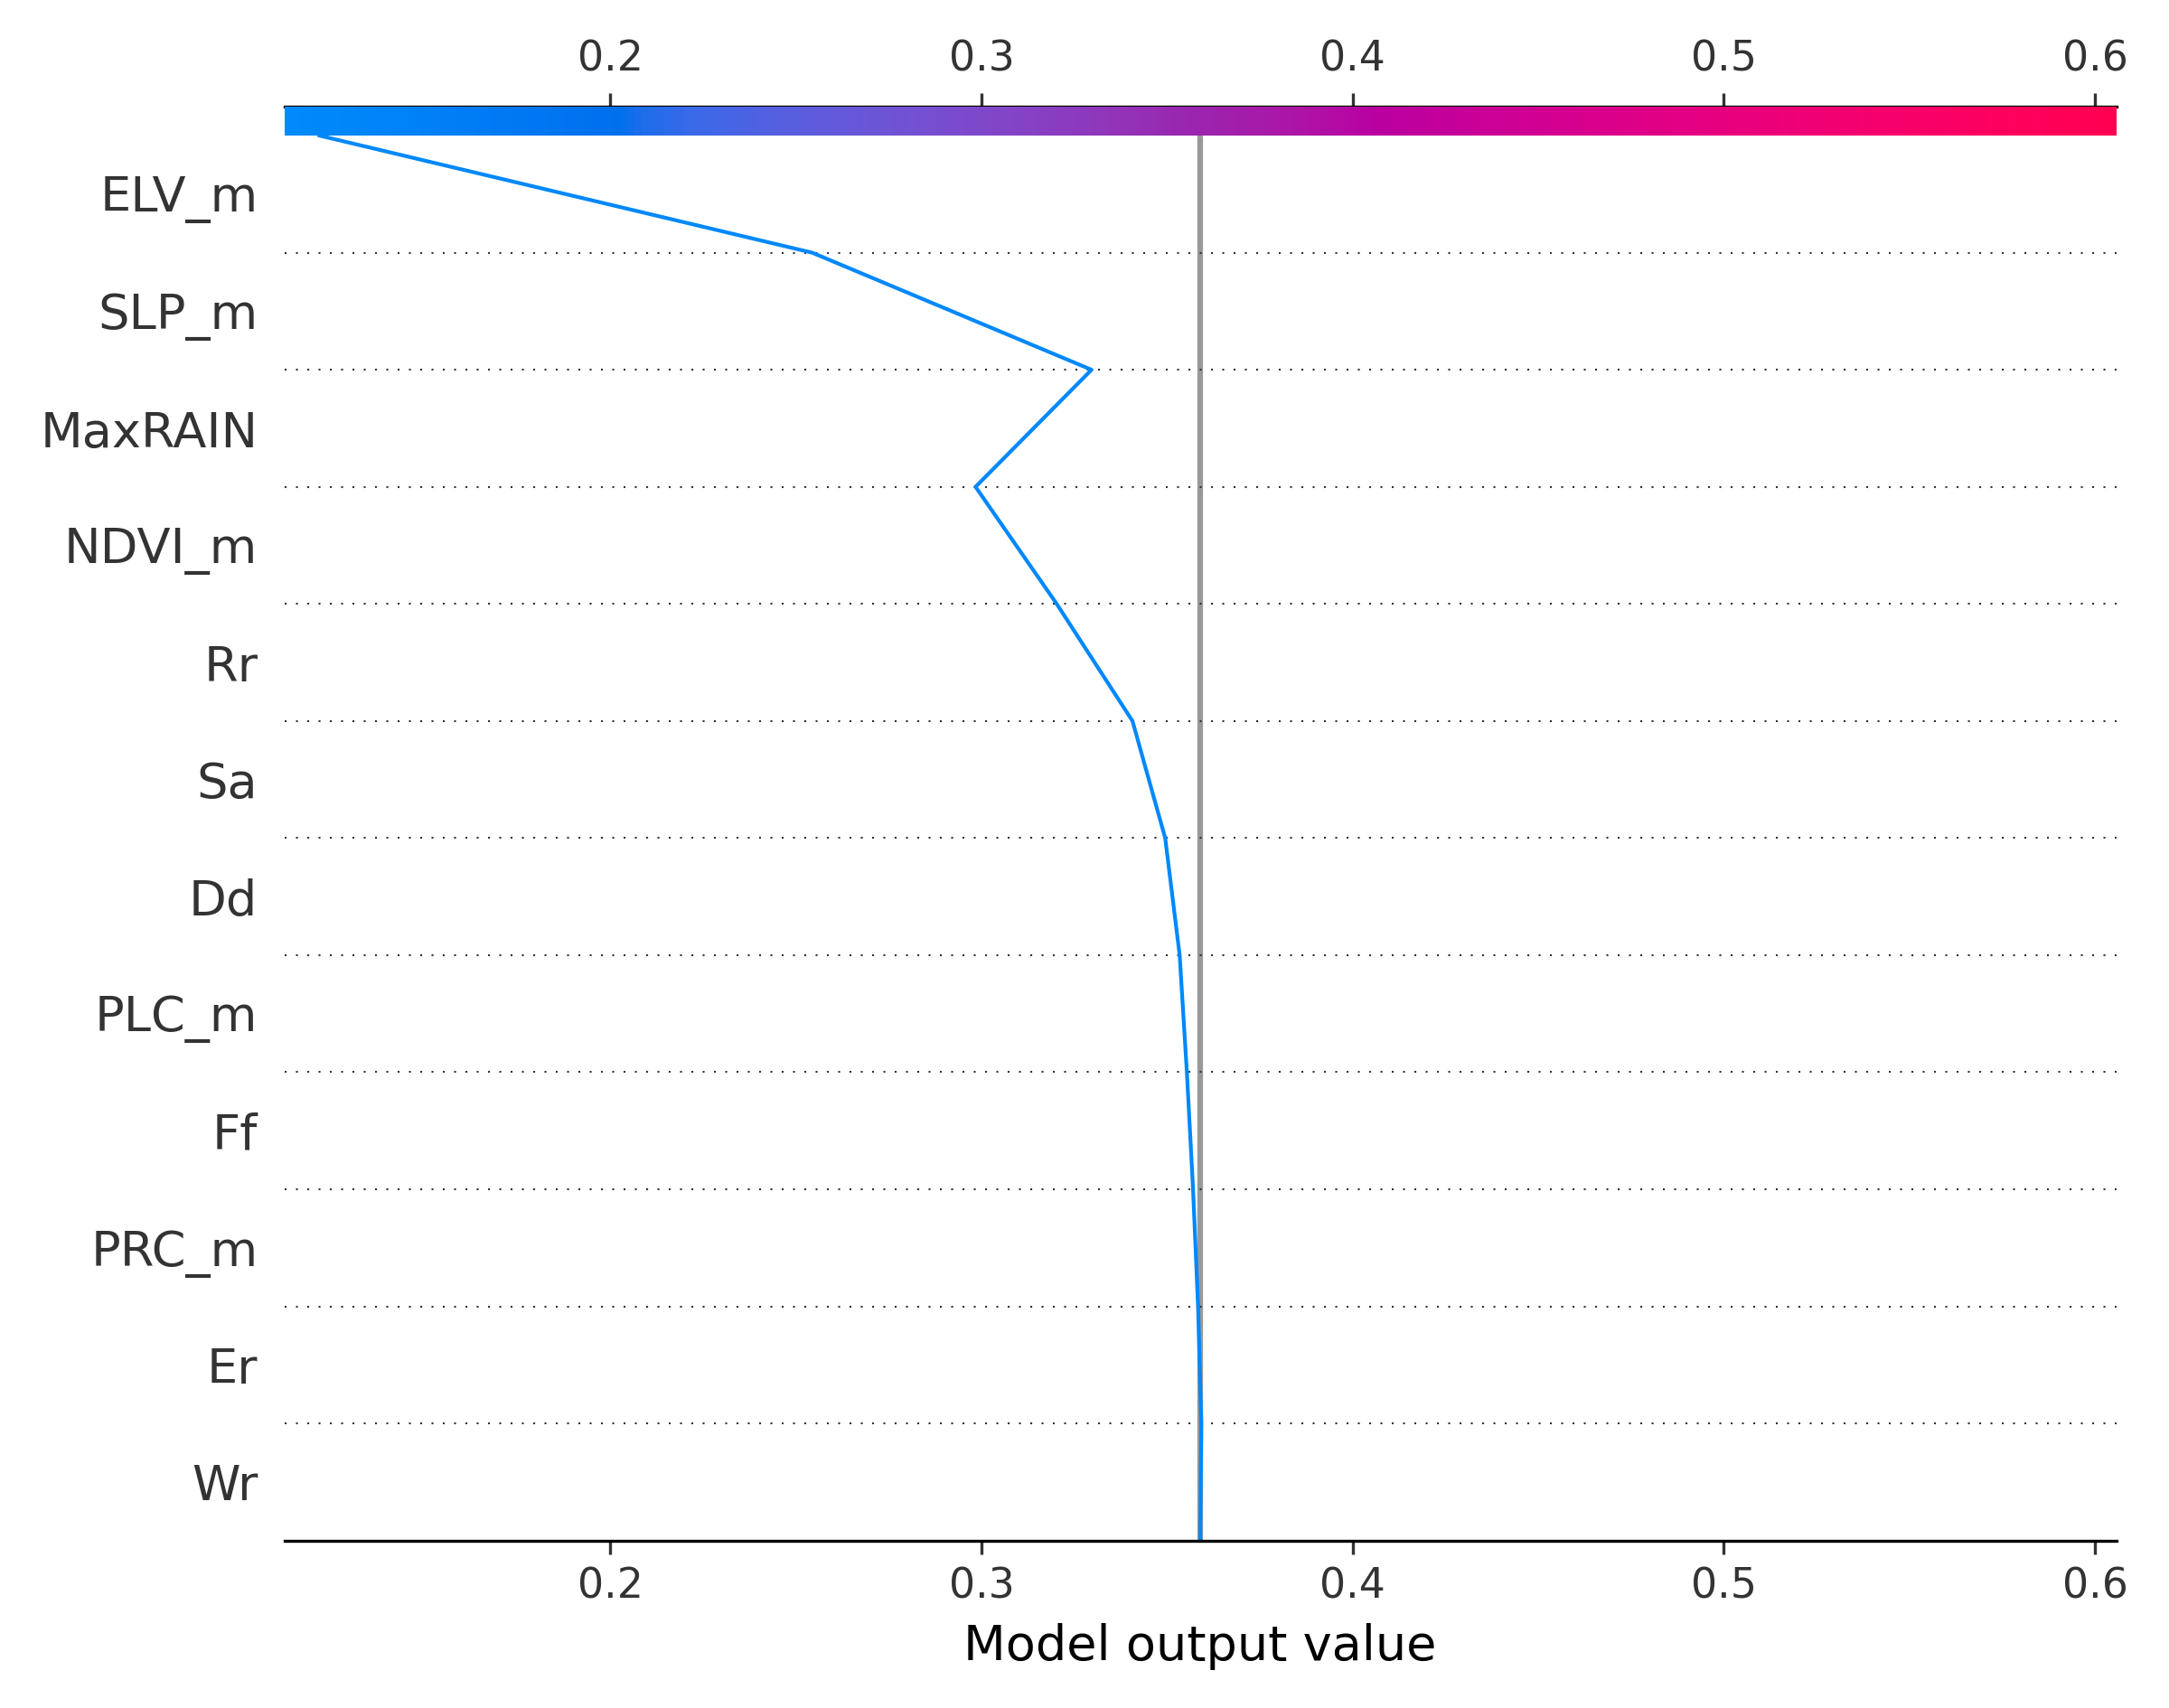 0.2 0.3 0.4 0.5 0.6
ELV_m
SLP_m
MaxRAIN
NDVI_m
Rr
Sa
Dd
PLC_m
Ff
PRC_m
Er
Wr
0.2 0.3 0.4 0.5 0.6
Model output value